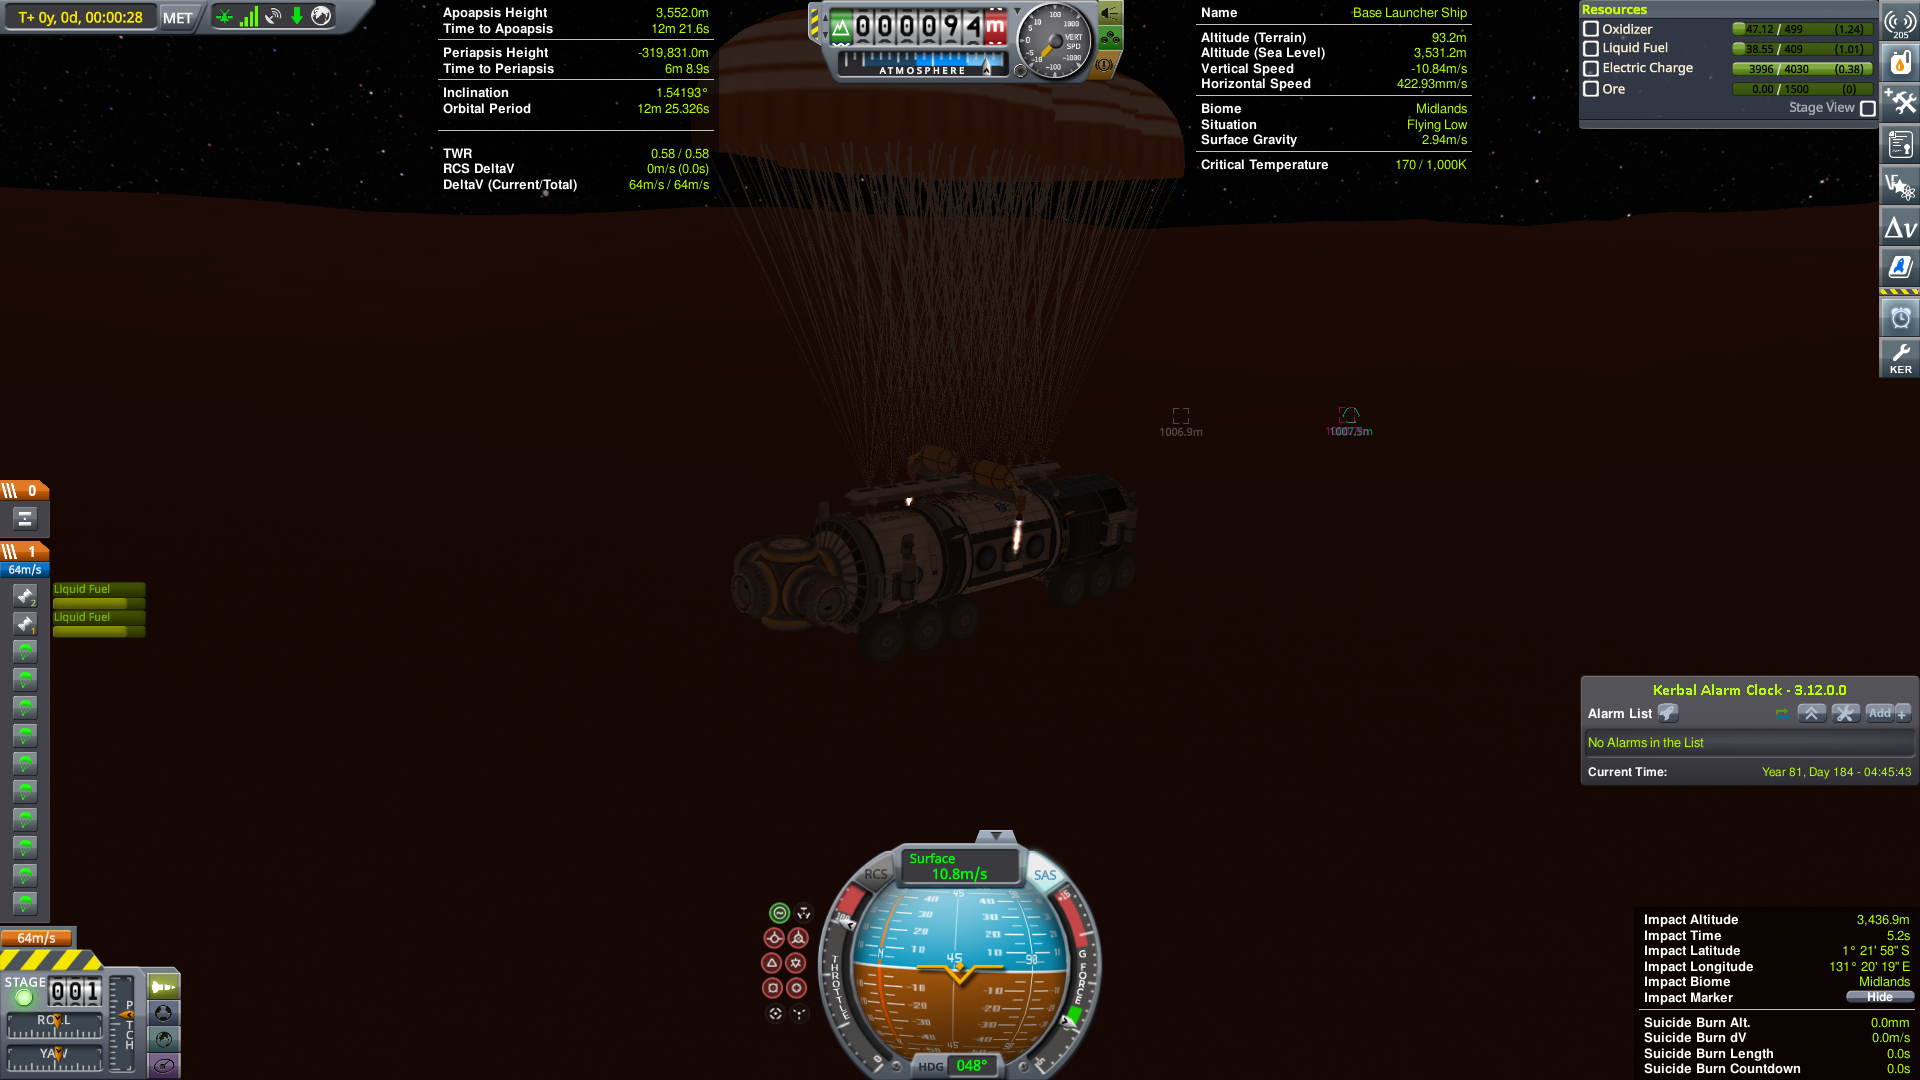 T+ 0y, 0d, 00:00:28 MET
Apoapsis Height 3,552.0m
Time to Apoapsis 12m 21.6s
Periapsis Height -319,831.0m
Time to Periapsis 6m 8.9s
Inclination 1.54193°
Orbital Period 12m 25.326s
TWR 0.58 / 0.58
RCS DeltaV 0m/s (0.0s)
DeltaV (Current/Total) 64m/s / 64m/s
000094 m
ATMOSPHERE
VERT
SPD
Name Base Launcher Ship
Altitude (Terrain) 93.2m
Altitude (Sea Level) 3,531.2m
Vertical Speed -10.84m/s
Horizontal Speed 422.93mm/s
Biome Midlands
Situation Flying Low
Surface Gravity 2.94m/s
Critical Temperature 170 / 1,000K
Resources
Oxidizer 47.12 / 499 (1.24)
Liquid Fuel 38.55 / 409 (1.01)
Electric Charge 3996 / 4030 (0.38)
Ore 0.00 / 1500 (0)
Stage View
205
Δv
KER
1006.9m
1007.5m
0
1
64m/s
Liquid Fuel
2
Liquid Fuel
1
64m/s
STAGE 001
ROLL
YAW
PITCH
Kerbal Alarm Clock - 3.12.0.0
Alarm List Add +
No Alarms in the List
Current Time: Year 81, Day 184 - 04:45:43
Surface
10.8m/s
RCS
SAS
THROTTLE
G FORCE
HDG 048°
Impact Altitude 3,436.9m
Impact Time 5.2s
Impact Latitude 1° 21' 58" S
Impact Longitude 131° 20' 19" E
Impact Biome Midlands
Impact Marker Hide
Suicide Burn Alt. 0.0mm
Suicide Burn dV 0.0m/s
Suicide Burn Length 0.0s
Suicide Burn Countdown 0.0s